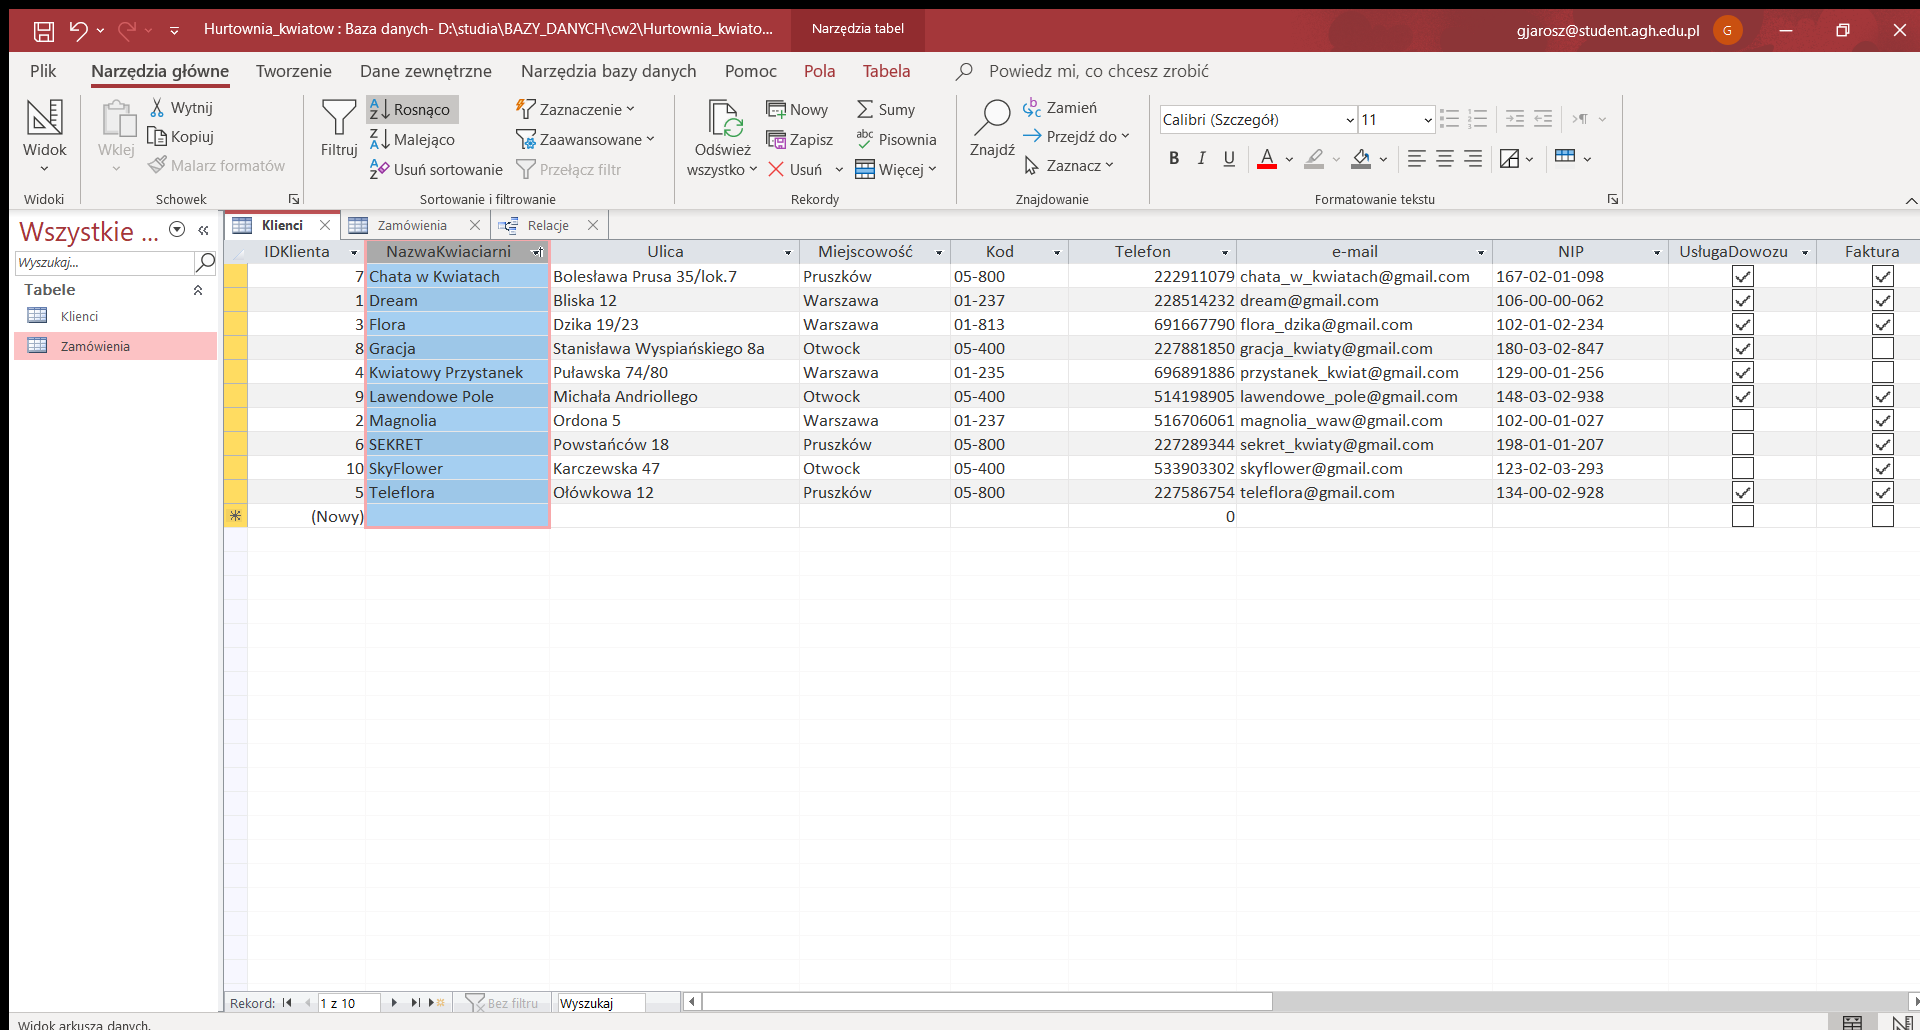 Hurtownia_kwiatow : Baza danych- D:\studia\BAZY_DANYCH\cw2\Hurtownia_kwiato...
Narzędzia tabel
gjarosz@student.agh.edu.pl
G
Plik
Narzędzia główne
Tworzenie
Dane zewnętrzne
Narzędzia bazy danych
Pomoc
Pola
Tabela
Powiedz mi, co chcesz zrobić
Widok
Widoki
Wklej
Wytnij
Kopiuj
Malarz formatów
Schowek
Filtruj
Rosnąco
Malejąco
Usuń sortowanie
Zaznaczenie
Zaawansowane
Przełącz filtr
Sortowanie i filtrowanie
Odśwież
wszystko
Nowy
Zapisz
Usuń
Sumy
Pisownia
Więcej
Rekordy
Znajdź
Zamień
Przejdź do
Zaznacz
Znajdowanie
Calibri (Szczegół)
11
B I U A
Formatowanie tekstu
Wszystkie ...
Wyszukaj...
Tabele
Klienci
Zamówienia
Klienci
Zamówienia
Relacje
IDKlienta NazwaKwiaciarni Ulica Miejscowość Kod Telefon e-mail NIP UsługaDowozu Faktura
7 Chata w Kwiatach Bolesława Prusa 35/lok.7 Pruszków 05-800 222911079 chata_w_kwiatach@gmail.com 167-02-01-098
1 Dream Bliska 12 Warszawa 01-237 228514232 dream@gmail.com 106-00-00-062
3 Flora Dzika 19/23 Warszawa 01-813 691667790 flora_dzika@gmail.com 102-01-02-234
8 Gracja Stanisława Wyspiańskiego 8a Otwock 05-400 227881850 gracja_kwiaty@gmail.com 180-03-02-847
4 Kwiatowy Przystanek Puławska 74/80 Warszawa 01-235 696891886 przystanek_kwiat@gmail.com 129-00-01-256
9 Lawendowe Pole Michała Andriollego Otwock 05-400 514198905 lawendowe_pole@gmail.com 148-03-02-938
2 Magnolia Ordona 5 Warszawa 01-237 516706061 magnolia_waw@gmail.com 102-00-01-027
6 SEKRET Powstańców 18 Pruszków 05-800 227289344 sekret_kwiaty@gmail.com 198-01-01-207
10 SkyFlower Karczewska 47 Otwock 05-400 533903302 skyflower@gmail.com 123-02-03-293
5 Teleflora Ołówkowa 12 Pruszków 05-800 227586754 teleflora@gmail.com 134-00-02-928
(Nowy) 0
Rekord: 1 z 10 Bez filtru Wyszukaj
Widok arkusza danych.